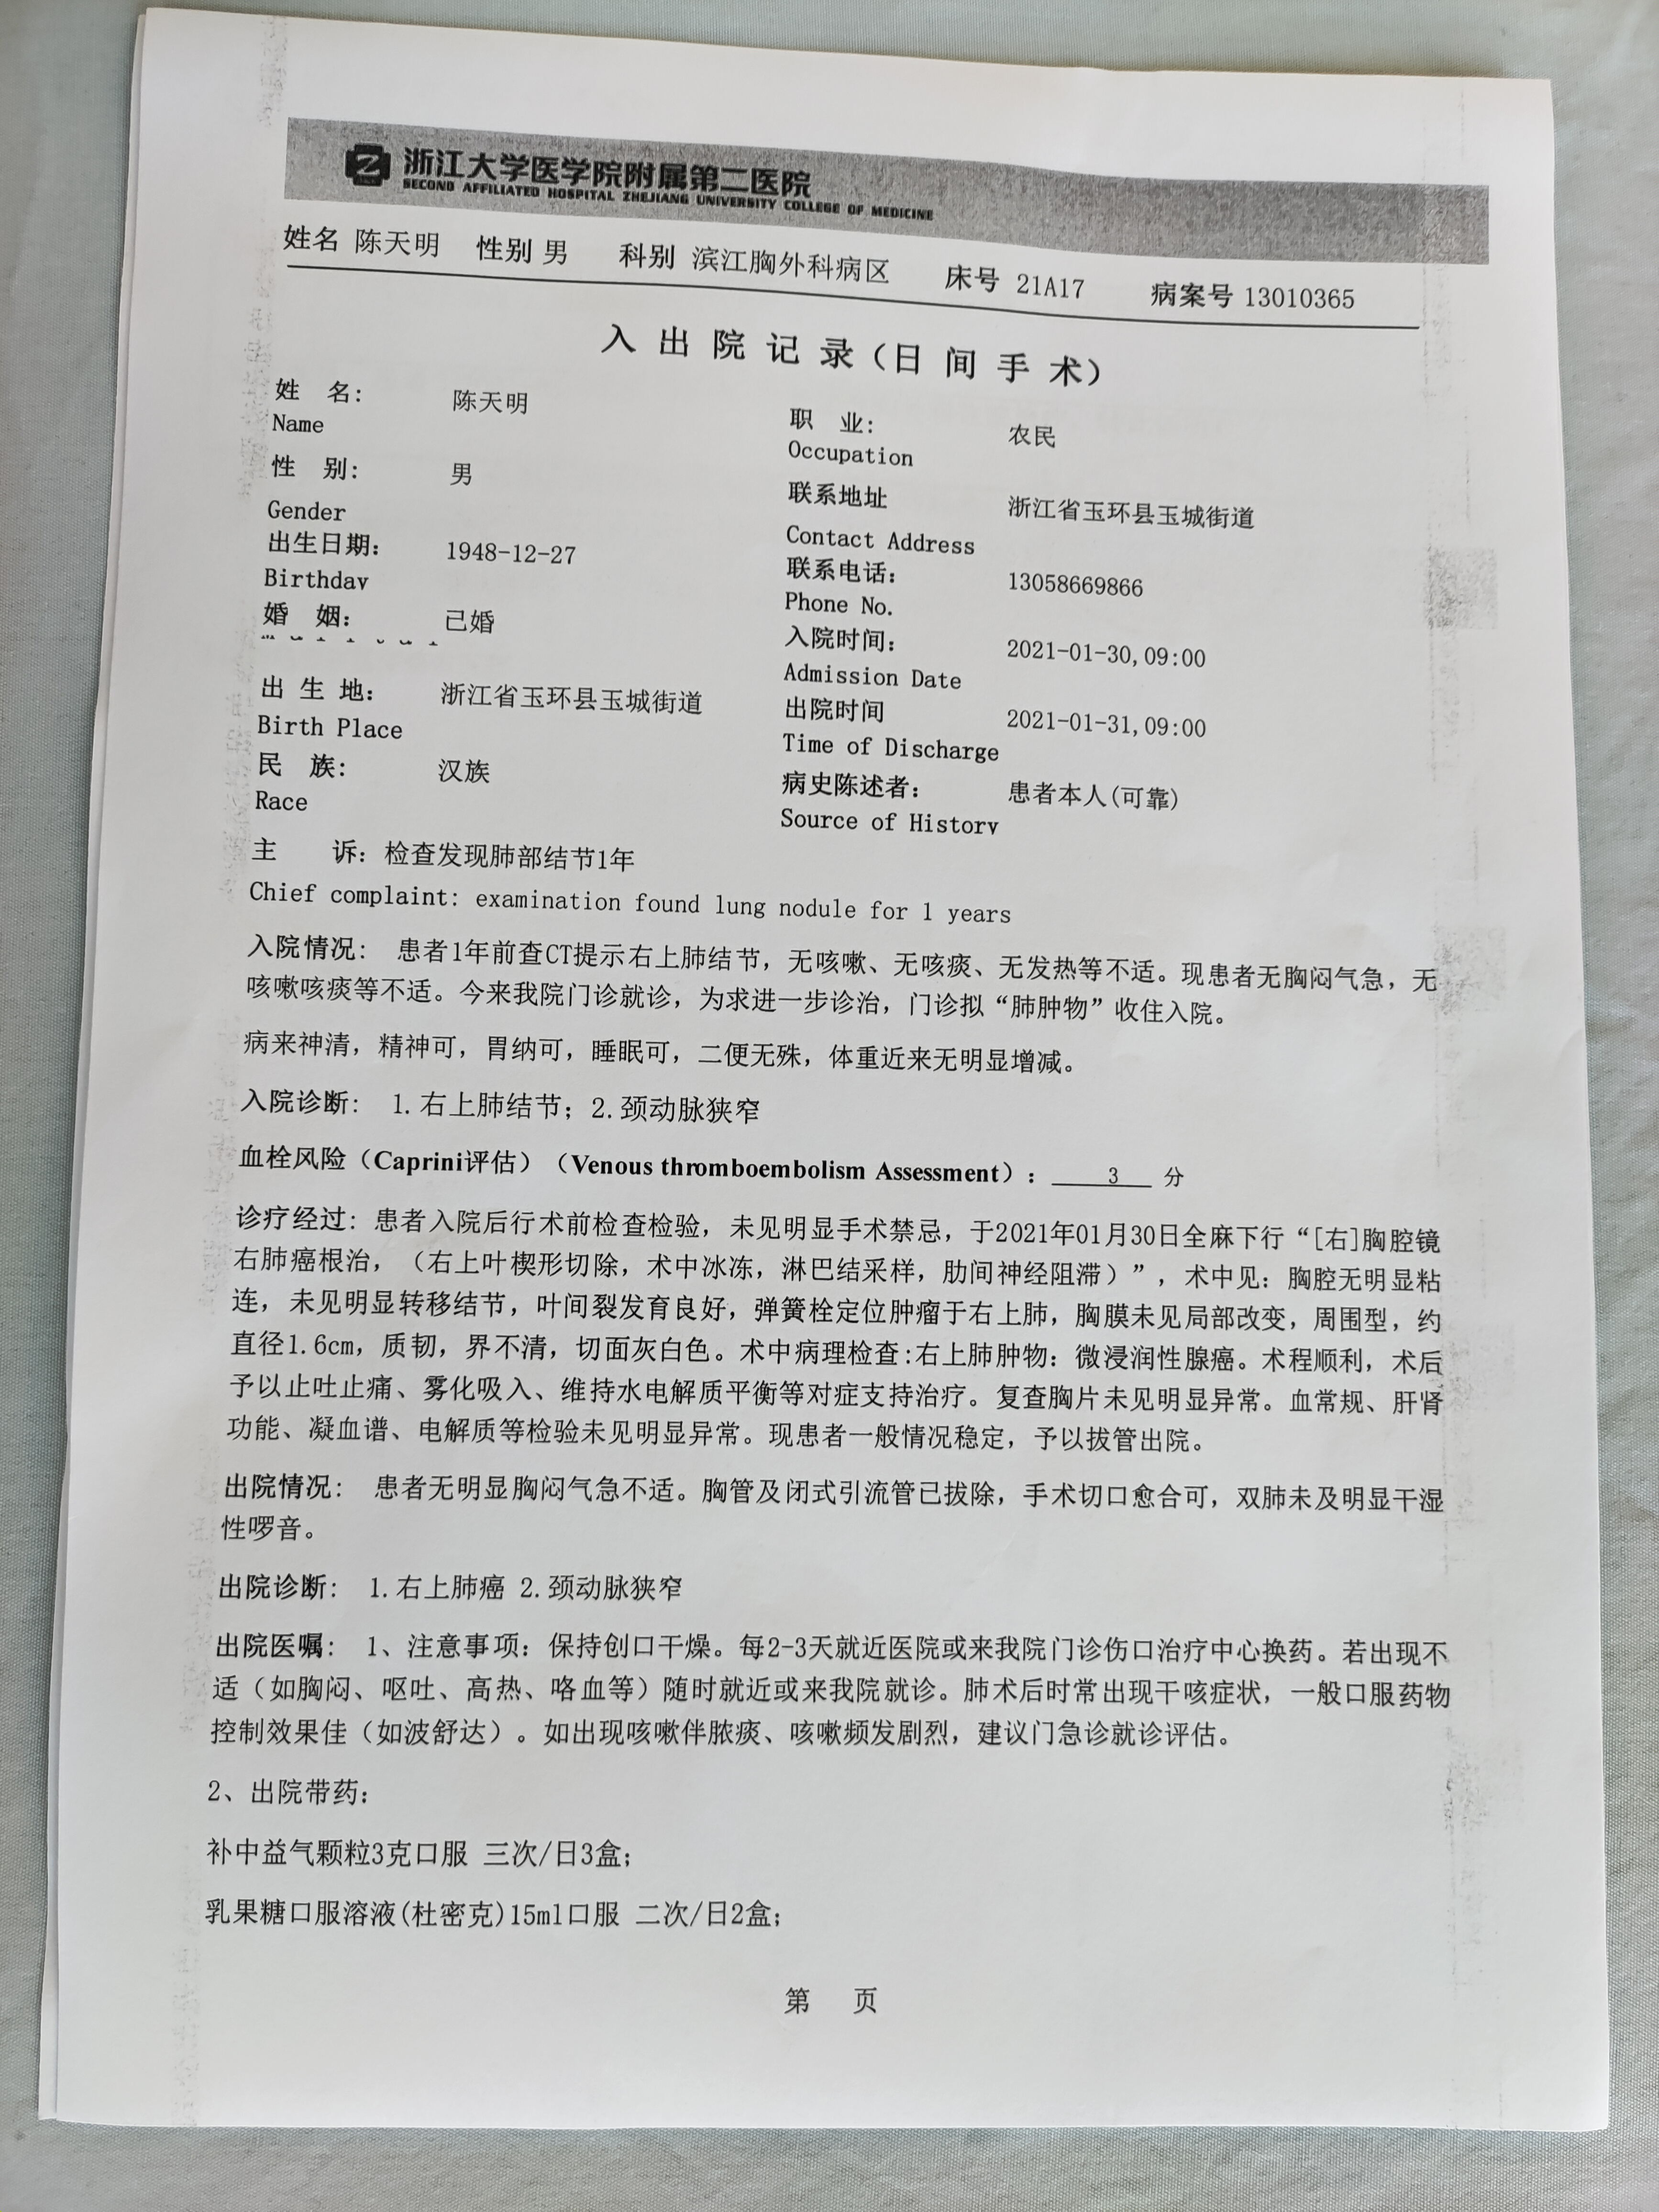 浙江大学医学院附属第二医院
SECOND AFFILIATED HOSPITAL ZHEJIANG UNIVERSITY COLLEGE OF MEDICINE
姓名 陈天明 性别 男 科别 滨江胸外科病区 床号 21A17 病案号 13010365
入出院记录(日间手术)
姓 名: 陈天明 职 业: 农民
Name Occupation
性 别: 男 联系地址 浙江省玉环县玉城街道
Gender Contact Address
出生日期: 1948-12-27 联系电话: 13058669866
Birthday Phone No.
婚 姻: 已婚 入院时间: 2021-01-30,09:00
Admission Date
出 生 地: 浙江省玉环县玉城街道 出院时间 2021-01-31,09:00
Birth Place Time of Discharge
民 族: 汉族 病史陈述者: 患者本人(可靠)
Race Source of History
主 诉: 检查发现肺部结节1年
Chief complaint: examination found lung nodule for 1 years
入院情况: 患者1年前查CT提示右上肺结节，无咳嗽、无咳痰、无发热等不适。现患者无胸闷气急，无
咳嗽咳痰等不适。今来我院门诊就诊，为求进一步诊治，门诊拟“肺肿物”收住入院。
病来神清，精神可，胃纳可，睡眠可，二便无殊，体重近来无明显增减。
入院诊断: 1.右上肺结节；2.颈动脉狭窄
血栓风险（Caprini评估）（Venous thromboembolism Assessment）: 3 分
诊疗经过: 患者入院后行术前检查检验，未见明显手术禁忌，于2021年01月30日全麻下行“[右]胸腔镜
右肺癌根治，（右上叶楔形切除，术中冰冻，淋巴结采样，肋间神经阻滞）”，术中见：胸腔无明显粘
连，未见明显转移结节，叶间裂发育良好，弹簧栓定位肿瘤于右上肺，胸膜未见局部改变，周围型，约
直径1.6cm，质韧，界不清，切面灰白色。术中病理检查:右上肺肿物：微浸润性腺癌。术程顺利，术后
予以止吐止痛、雾化吸入、维持水电解质平衡等对症支持治疗。复查胸片未见明显异常。血常规、肝肾
功能、凝血谱、电解质等检验未见明显异常。现患者一般情况稳定，予以拔管出院。
出院情况: 患者无明显胸闷气急不适。胸管及闭式引流管已拔除，手术切口愈合可，双肺未及明显干湿
性啰音。
出院诊断: 1.右上肺癌 2.颈动脉狭窄
出院医嘱: 1、注意事项：保持创口干燥。每2-3天就近医院或来我院门诊伤口治疗中心换药。若出现不
适（如胸闷、呕吐、高热、咯血等）随时就近或来我院就诊。肺术后时常出现干咳症状，一般口服药物
控制效果佳（如波舒达）。如出现咳嗽伴脓痰、咳嗽频发剧烈，建议门急诊就诊评估。
2、出院带药：
补中益气颗粒3克口服 三次/日3盒；
乳果糖口服溶液(杜密克)15ml口服 二次/日2盒；
第 页